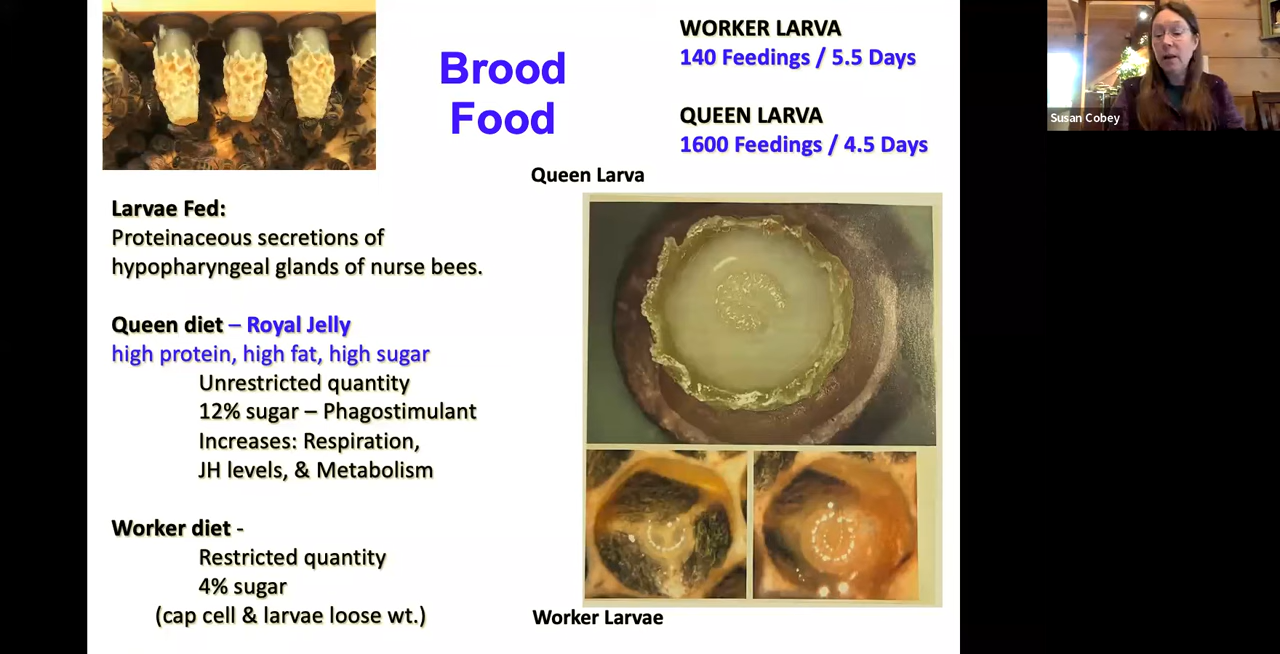 Brood
Food
WORKER LARVA
140 Feedings / 5.5 Days
QUEEN LARVA
1600 Feedings / 4.5 Days
Susan Cobey
Queen Larva
Larvae Fed:
Proteinaceous secretions of
hypopharyngeal glands of nurse bees.
Queen diet – Royal Jelly
high protein, high fat, high sugar
Unrestricted quantity
12% sugar – Phagostimulant
Increases: Respiration,
JH levels, & Metabolism
Worker diet -
Restricted quantity
4% sugar
(cap cell & larvae loose wt.)
Worker Larvae